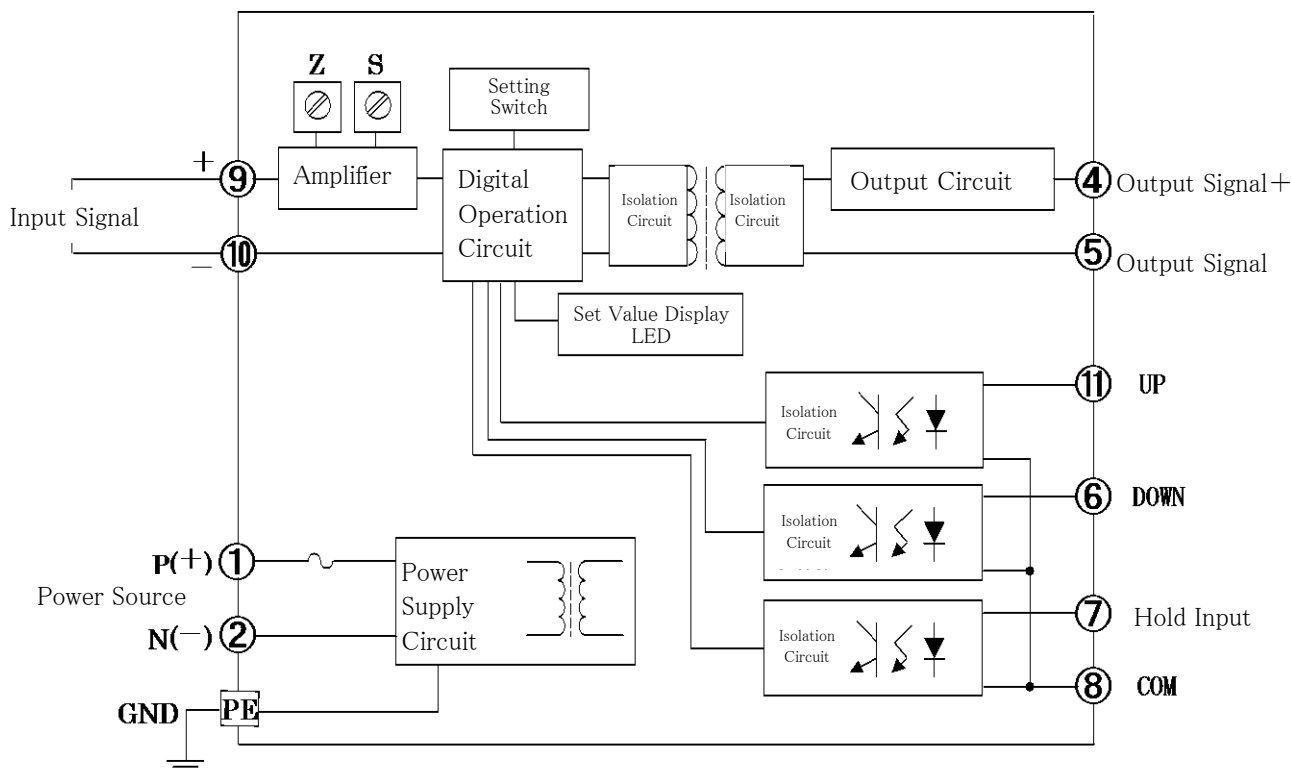 Z
S
Setting
Switch
+
⑨
Amplifier
Digital
Operation
Circuit
Isolation
Circuit
Isolation
Circuit
Output Circuit
④
Output Signal+
Input Signal
⑩
−
⑤
Output Signal
Set Value Display
LED
Isolation
Circuit
⑪
UP
Isolation
Circuit
⑥
DOWN
P(+)
①
Power Source
N(−)
②
Power
Supply
Circuit
Isolation
Circuit
⑦
Hold Input
⑧
COM
GND
PE